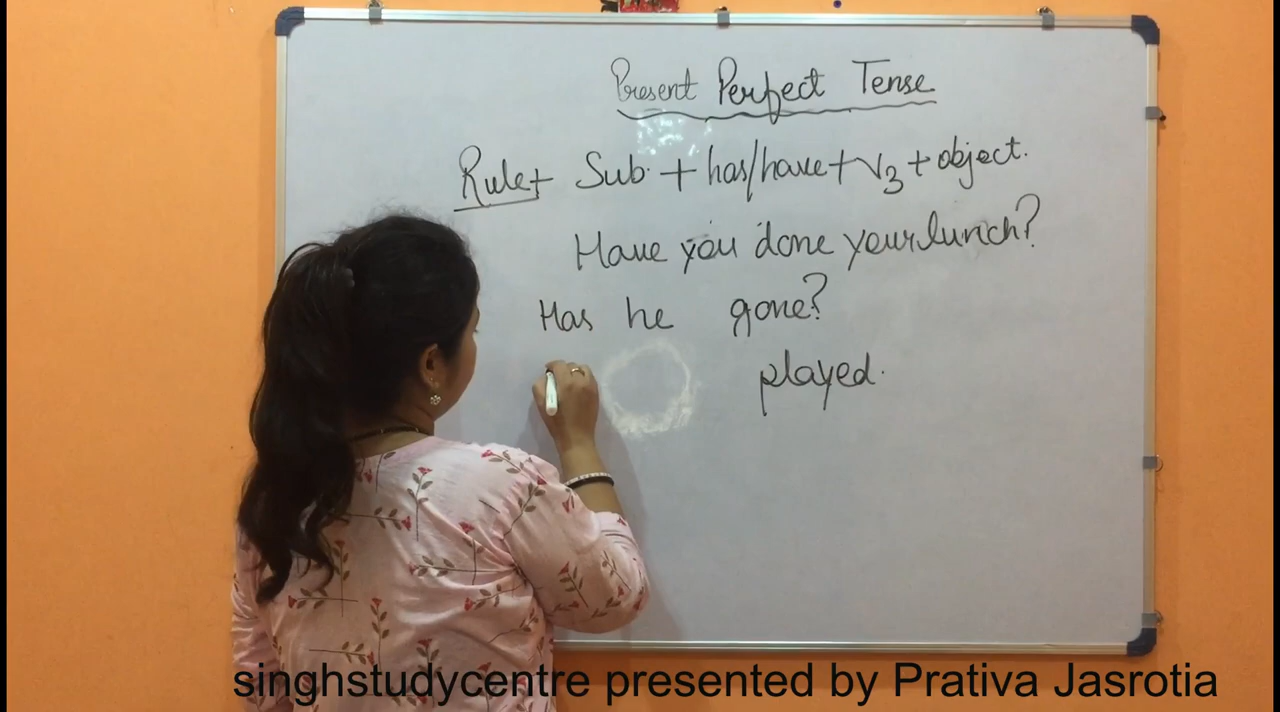 Present Perfect Tense
Rule+ Sub. + has/have + V3 + object.
Have you done your lunch?
Has he gone?
played.
singhstudycentre presented by Prativa Jasrotia